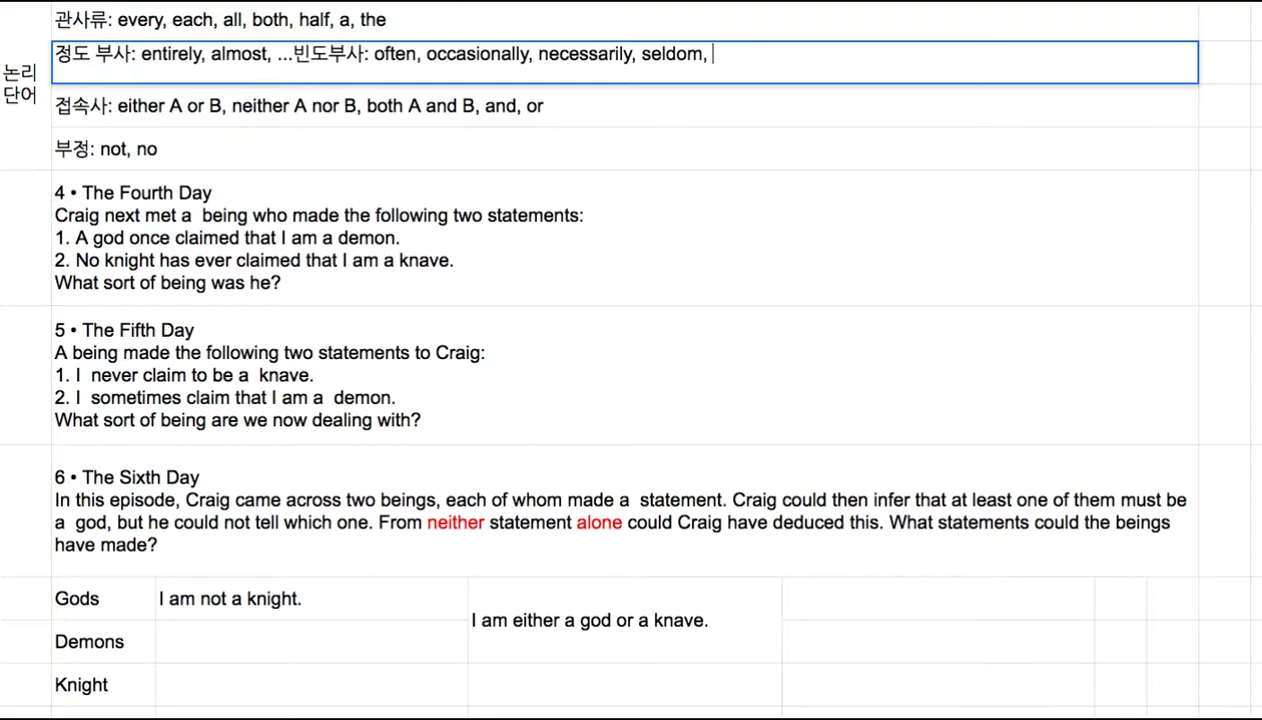 관사류: every, each, all, both, half, a, the
논리
단어
정도 부사: entirely, almost, ...빈도부사: often, occasionally, necessarily, seldom,
접속사: either A or B, neither A nor B, both A and B, and, or
부정: not, no
4 • The Fourth Day
Craig next met a  being who made the following two statements:
1. A god once claimed that I am a demon.
2. No knight has ever claimed that I am a knave.
What sort of being was he?
5 • The Fifth Day
A being made the following two statements to Craig:
1. I  never claim to be a  knave.
2. I  sometimes claim that I am a  demon.
What sort of being are we now dealing with?
6 • The Sixth Day
In this episode, Craig came across two beings, each of whom made a  statement. Craig could then infer that at least one of them must be
a  god, but he could not tell which one. From neither statement alone could Craig have deduced this. What statements could the beings
have made?
Gods
I am not a knight.
I am either a god or a knave.
Demons
Knight